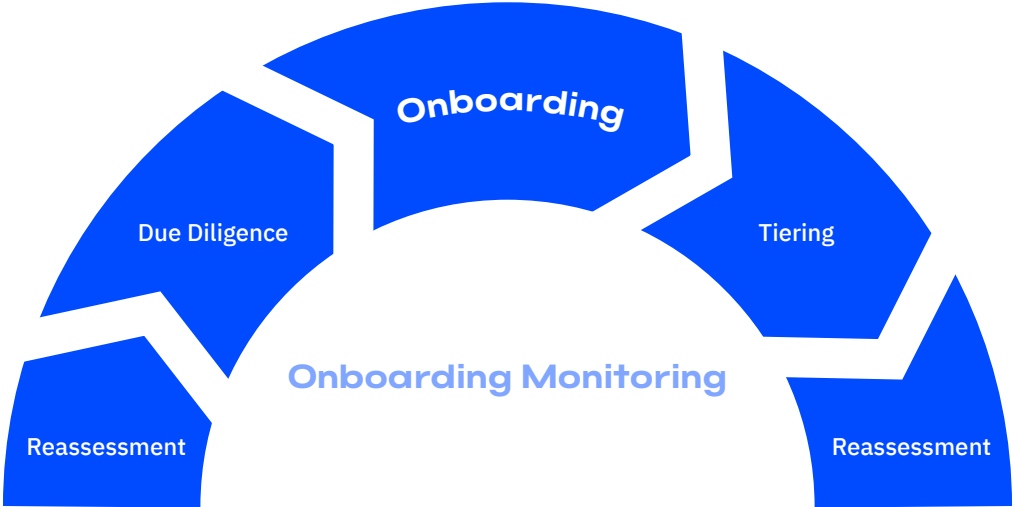 Onboarding
Due Diligence
Tiering
Onboarding Monitoring
Reassessment
Reassessment